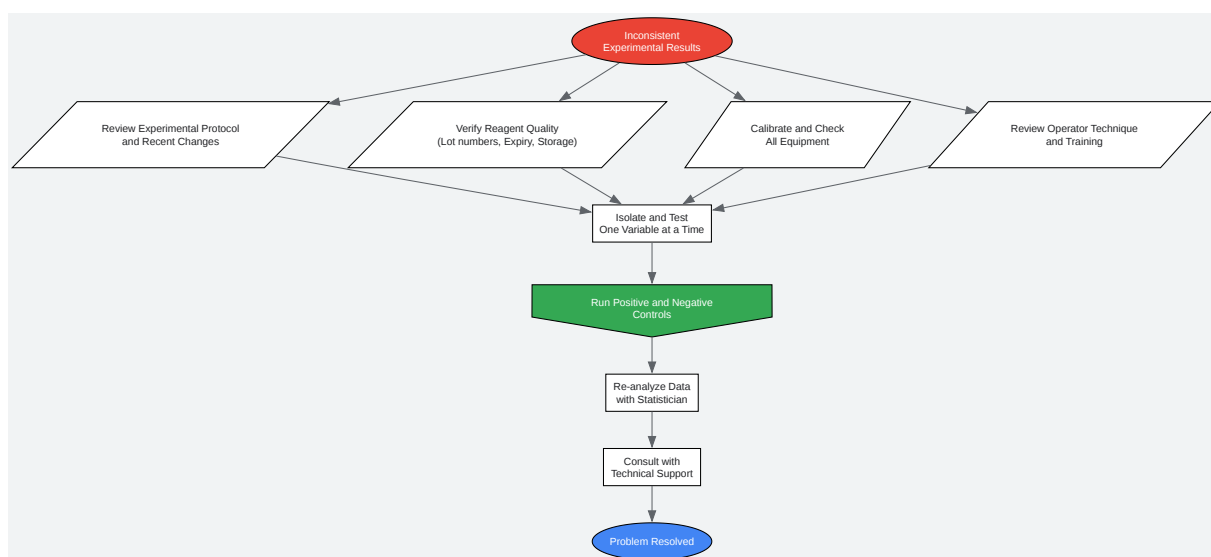 Inconsistent
Experimental Results
Review Experimental Protocol
and Recent Changes
Verify Reagent Quality
(Lot numbers, Expiry, Storage)
Calibrate and Check
All Equipment
Review Operator Technique
and Training
Isolate and Test
One Variable at a Time
Run Positive and Negative
Controls
Re-analyze Data
with Statistician
Consult with
Technical Support
Problem Resolved